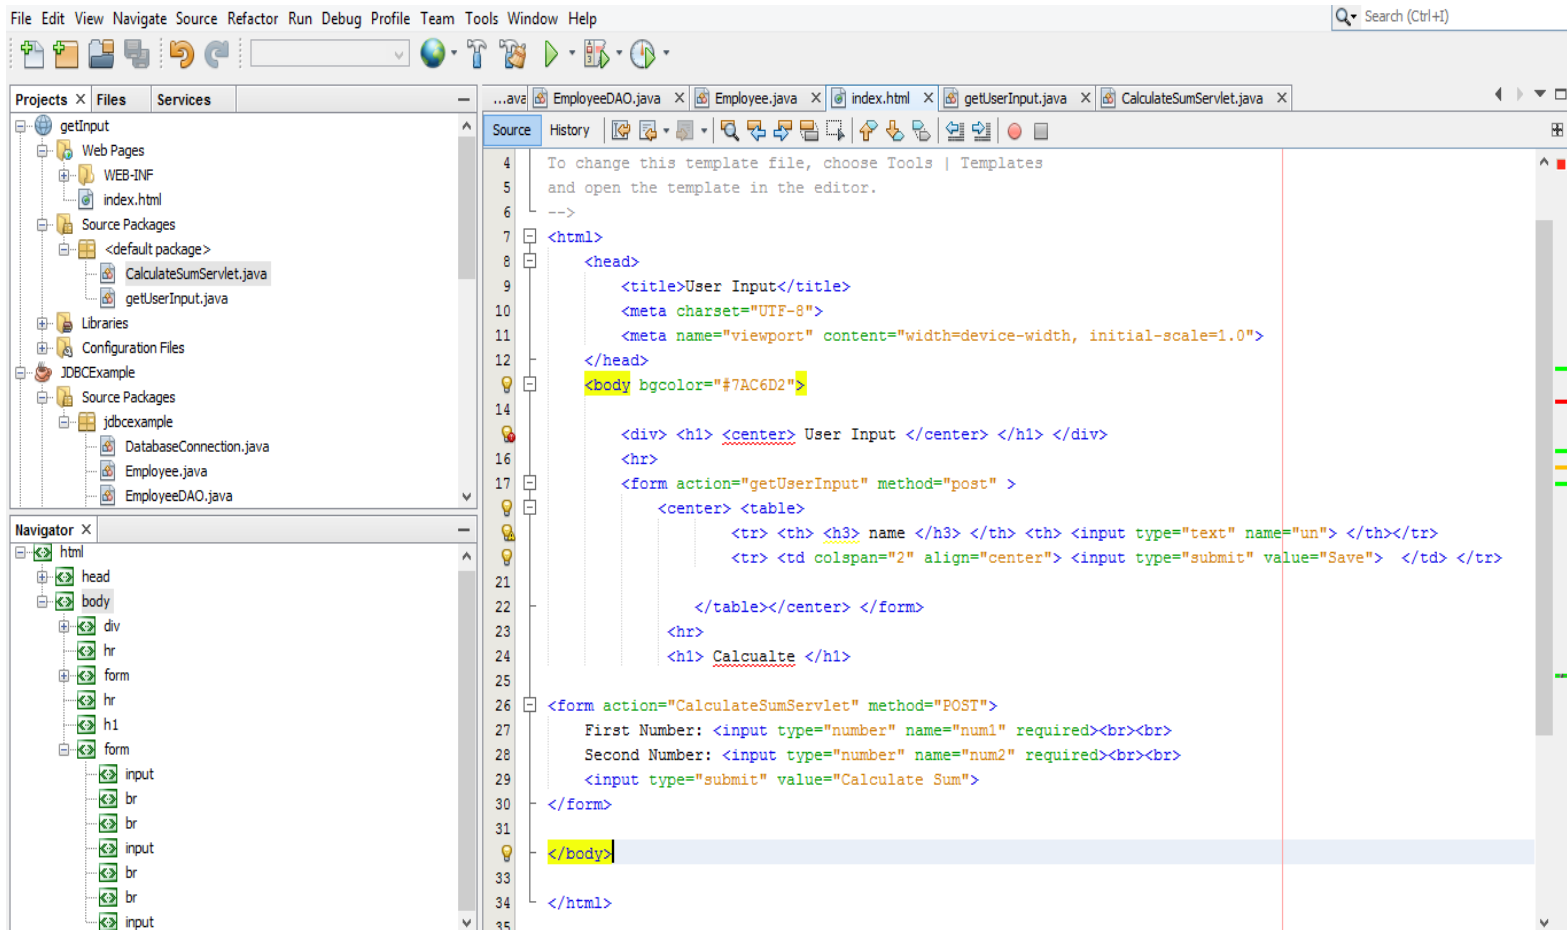 File Edit View Navigate Source Refactor Run Debug Profile Team Tools Window Help
Search (Ctrl+I)
Projects Files Services
getInput
Web Pages
WEB-INF
index.html
Source Packages
<default package>
CalculateSumServlet.java
getUserInput.java
Libraries
Configuration Files
JDBCExample
Source Packages
jdbcexample
DatabaseConnection.java
Employee.java
EmployeeDAO.java
Navigator
html
head
body
div
hr
form
hr
h1
form
input
br
br
input
br
br
input
...ava EmployeeDAO.java Employee.java index.html getUserInput.java CalculateSumServlet.java
Source History
4 To change this template file, choose Tools | Templates
5 and open the template in the editor.
6 -->
7 <html>
8 <head>
9 <title>User Input</title>
10 <meta charset="UTF-8">
11 <meta name="viewport" content="width=device-width, initial-scale=1.0">
12 </head>
<body bgcolor="#7AC6D2">
14
<div> <h1> <center> User Input </center> </h1> </div>
16 <hr>
17 <form action="getUserInput" method="post" >
<center> <table>
<tr> <th> <h3> name </h3> </th> <th> <input type="text" name="un"> </th></tr>
<tr> <td colspan="2" align="center"> <input type="submit" value="Save"> </td> </tr>
21
22 </table></center> </form>
23 <hr>
24 <h1> Calcualte </h1>
25
26 <form action="CalculateSumServlet" method="POST">
27 First Number: <input type="number" name="num1" required><br><br>
28 Second Number: <input type="number" name="num2" required><br><br>
29 <input type="submit" value="Calculate Sum">
30 </form>
31
</body>
33
34 </html>
35